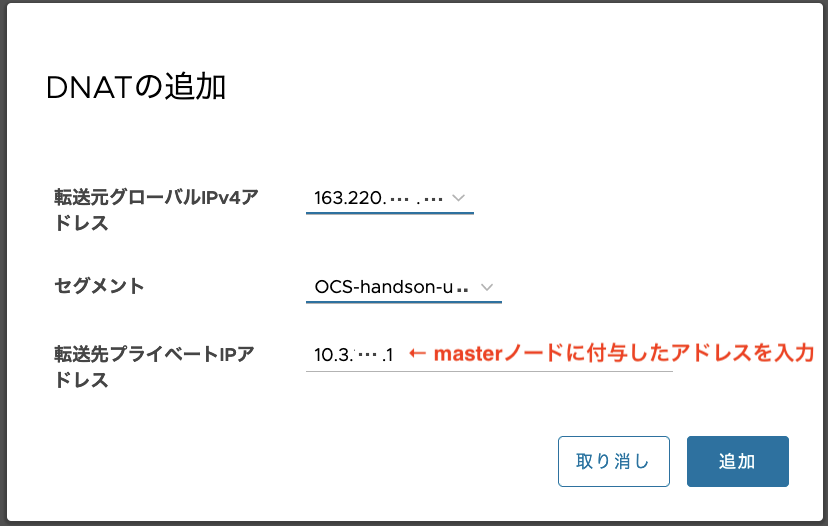 DNATの追加
転送元グローバルIPv4ア
ドレス
163.220.… .…
セグメント
OCS-handson-u‥
転送先プライベートIPア
ドレス
10.3.… .1
← masterノードに付与したアドレスを入力
取り消し
追加